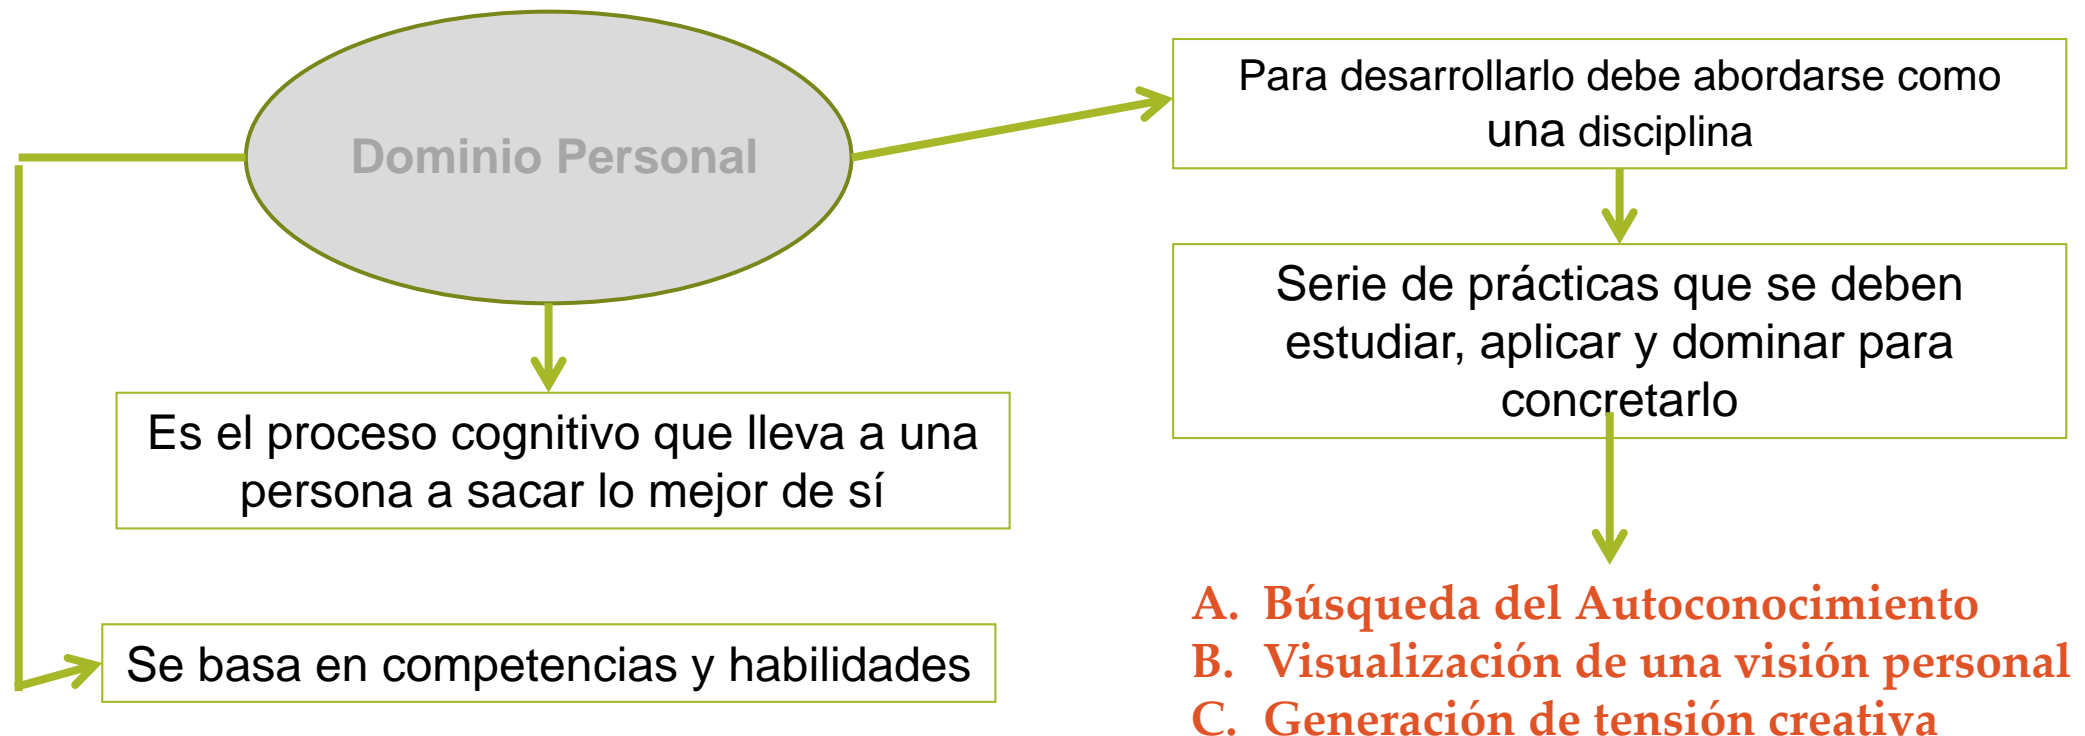 Dominio Personal
Para desarrollarlo debe abordarse como
una disciplina
Serie de prácticas que se deben
estudiar, aplicar y dominar para
concretarlo
Es el proceso cognitivo que lleva a una
persona a sacar lo mejor de sí
Se basa en competencias y habilidades
A. Búsqueda del Autoconocimiento
B. Visualización de una visión personal
C. Generación de tensión creativa